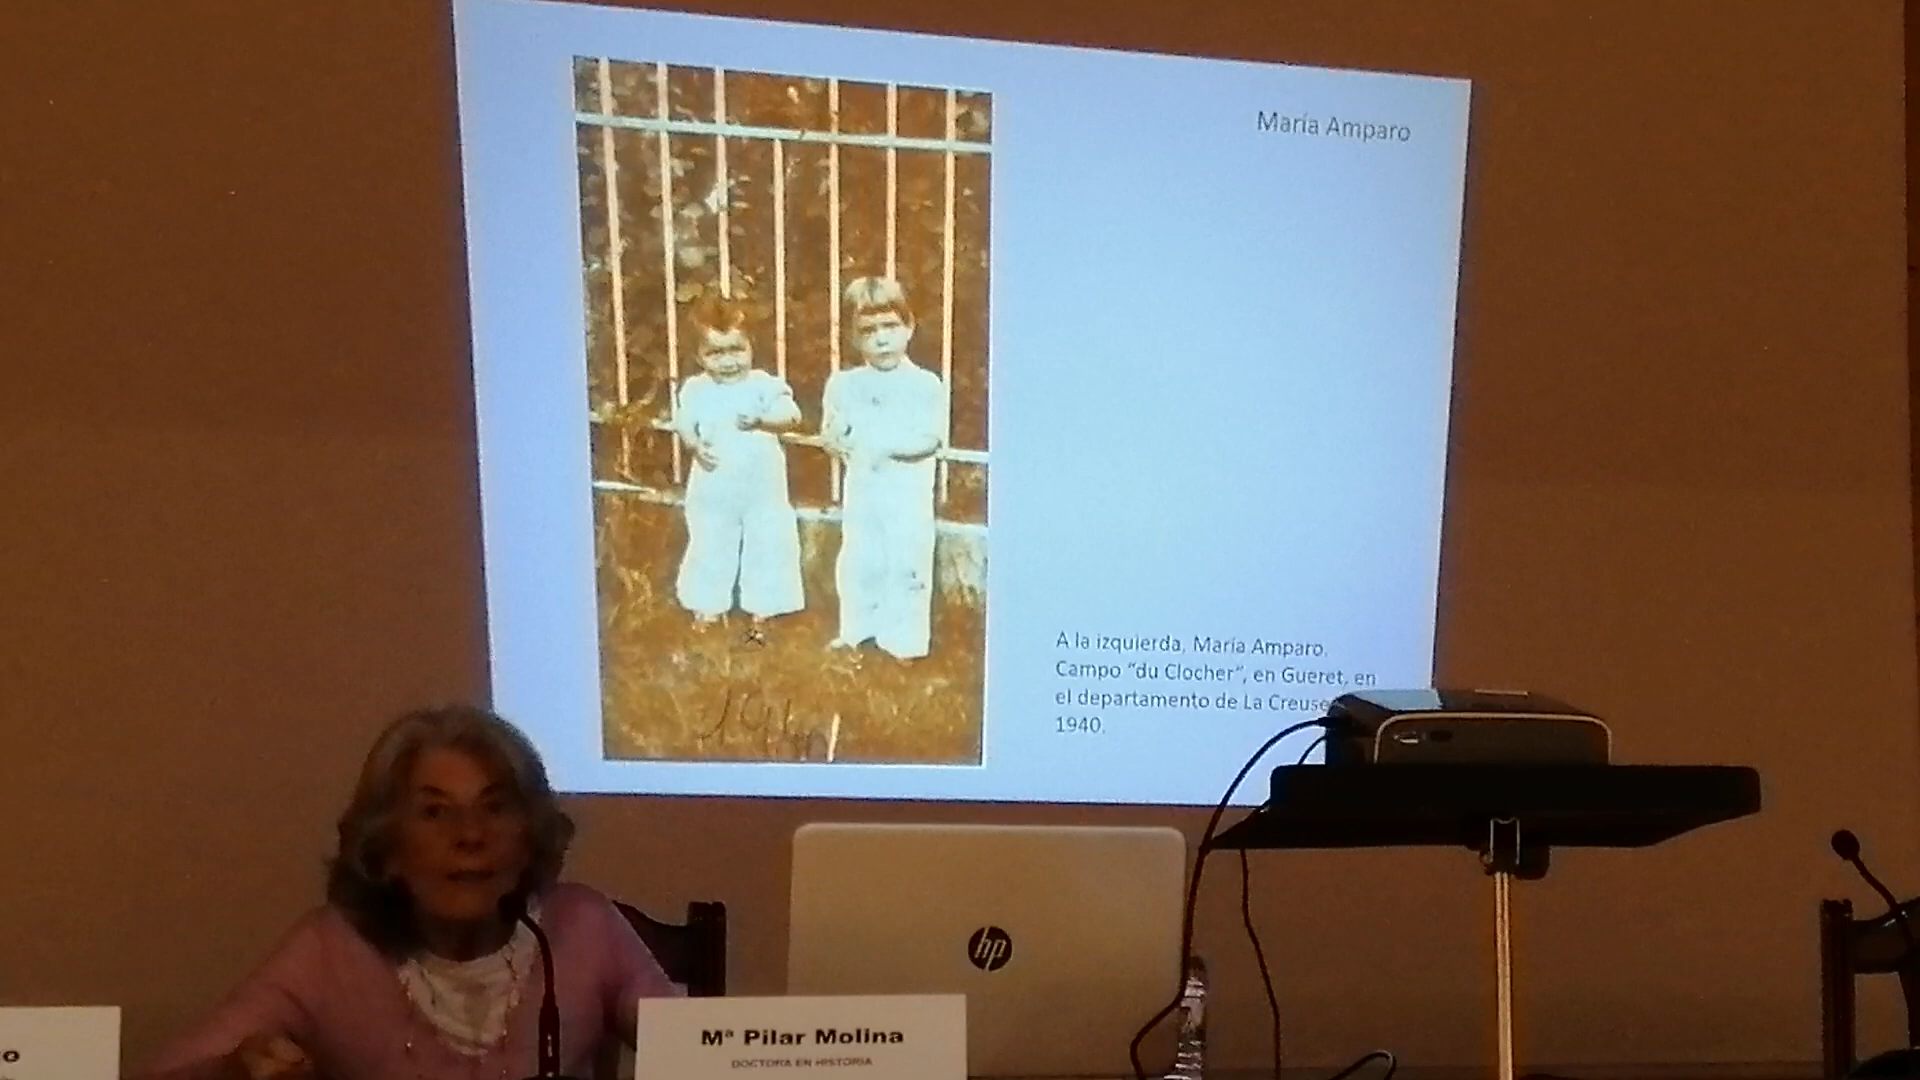 María Amparo
A la izquierda, María Amparo.
Campo "du Clocher", en Gueret, en
el departamento de La Creuse
1940.
hp
Mª Pilar Molina
DOCTORA EN HISTORIA